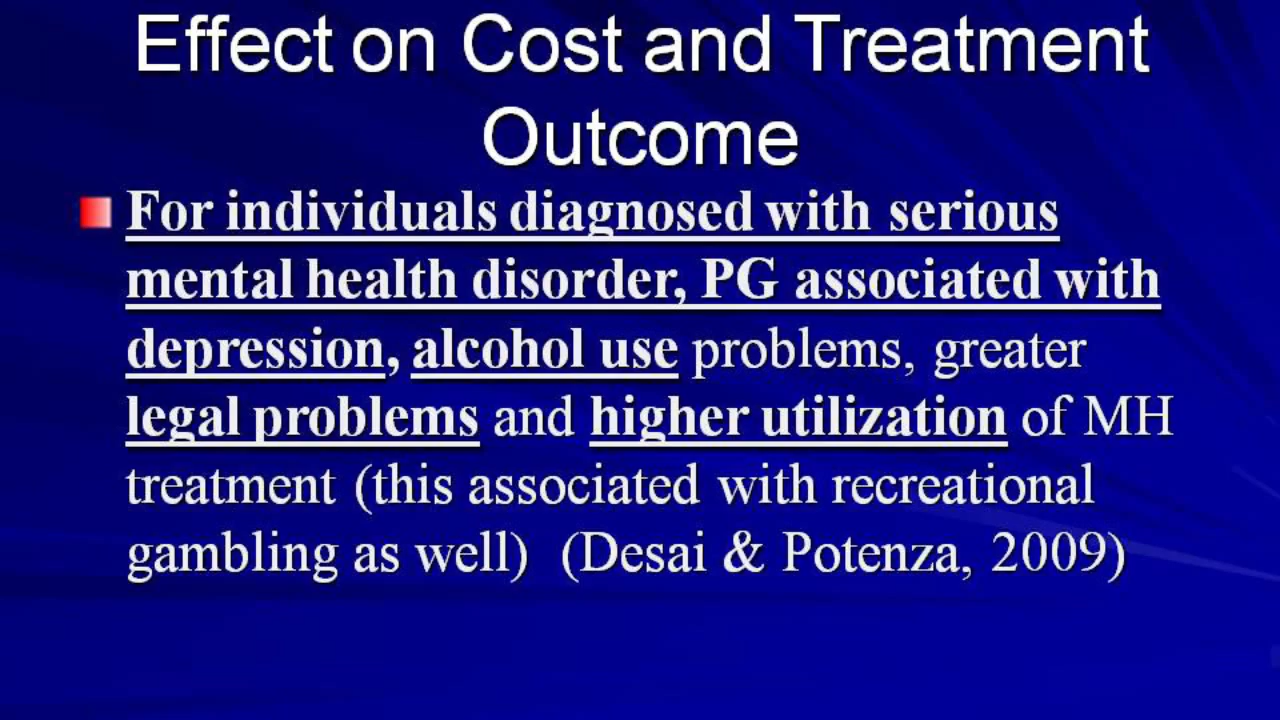 Effect on Cost and Treatment
Outcome
For individuals diagnosed with serious
mental health disorder, PG associated with
depression, alcohol use problems, greater
legal problems and higher utilization of MH
treatment (this associated with recreational
gambling as well)  (Desai & Potenza, 2009)